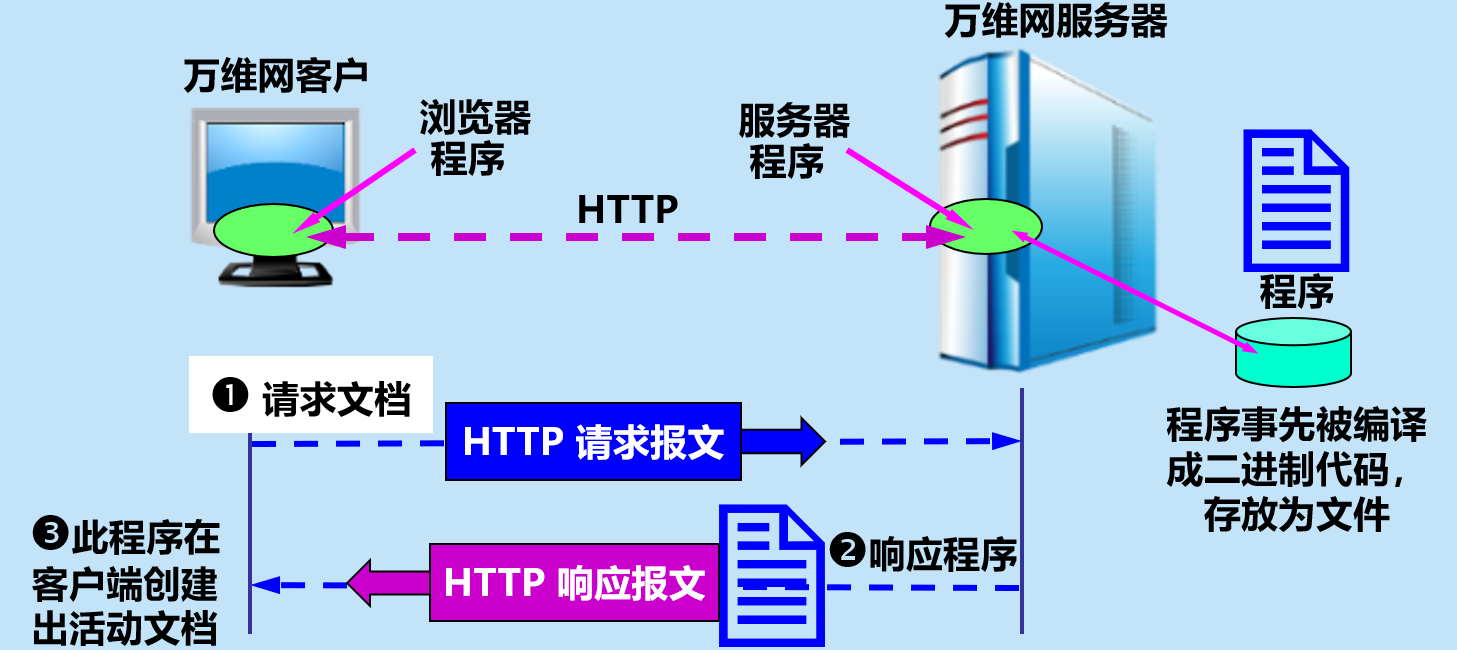 万维网服务器
万维网客户
浏览器
程序
服务器
程序
HTTP
程序
程序事先被编译
成二进制代码，
存放为文件
❶ 请求文档
HTTP 请求报文
❷响应程序
HTTP 响应报文
❸此程序在
客户端创建
出活动文档